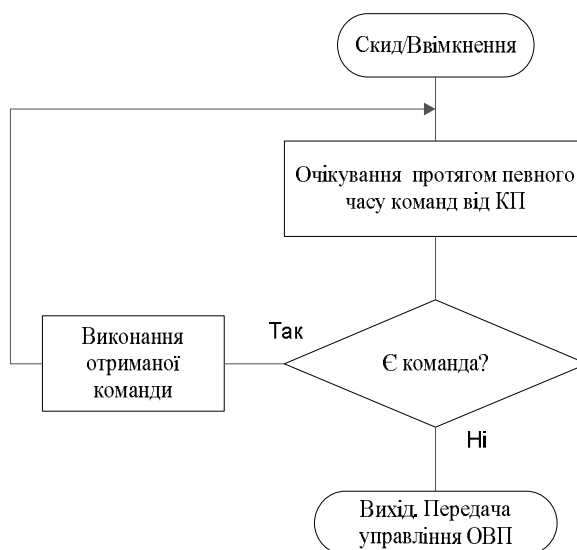 Скид/Ввімкнення
Очікування протягом певного
часу команд від КП
Виконання
отриманої
команди
Так
Є команда?
Ні
Вихід. Передача
управління ОВП